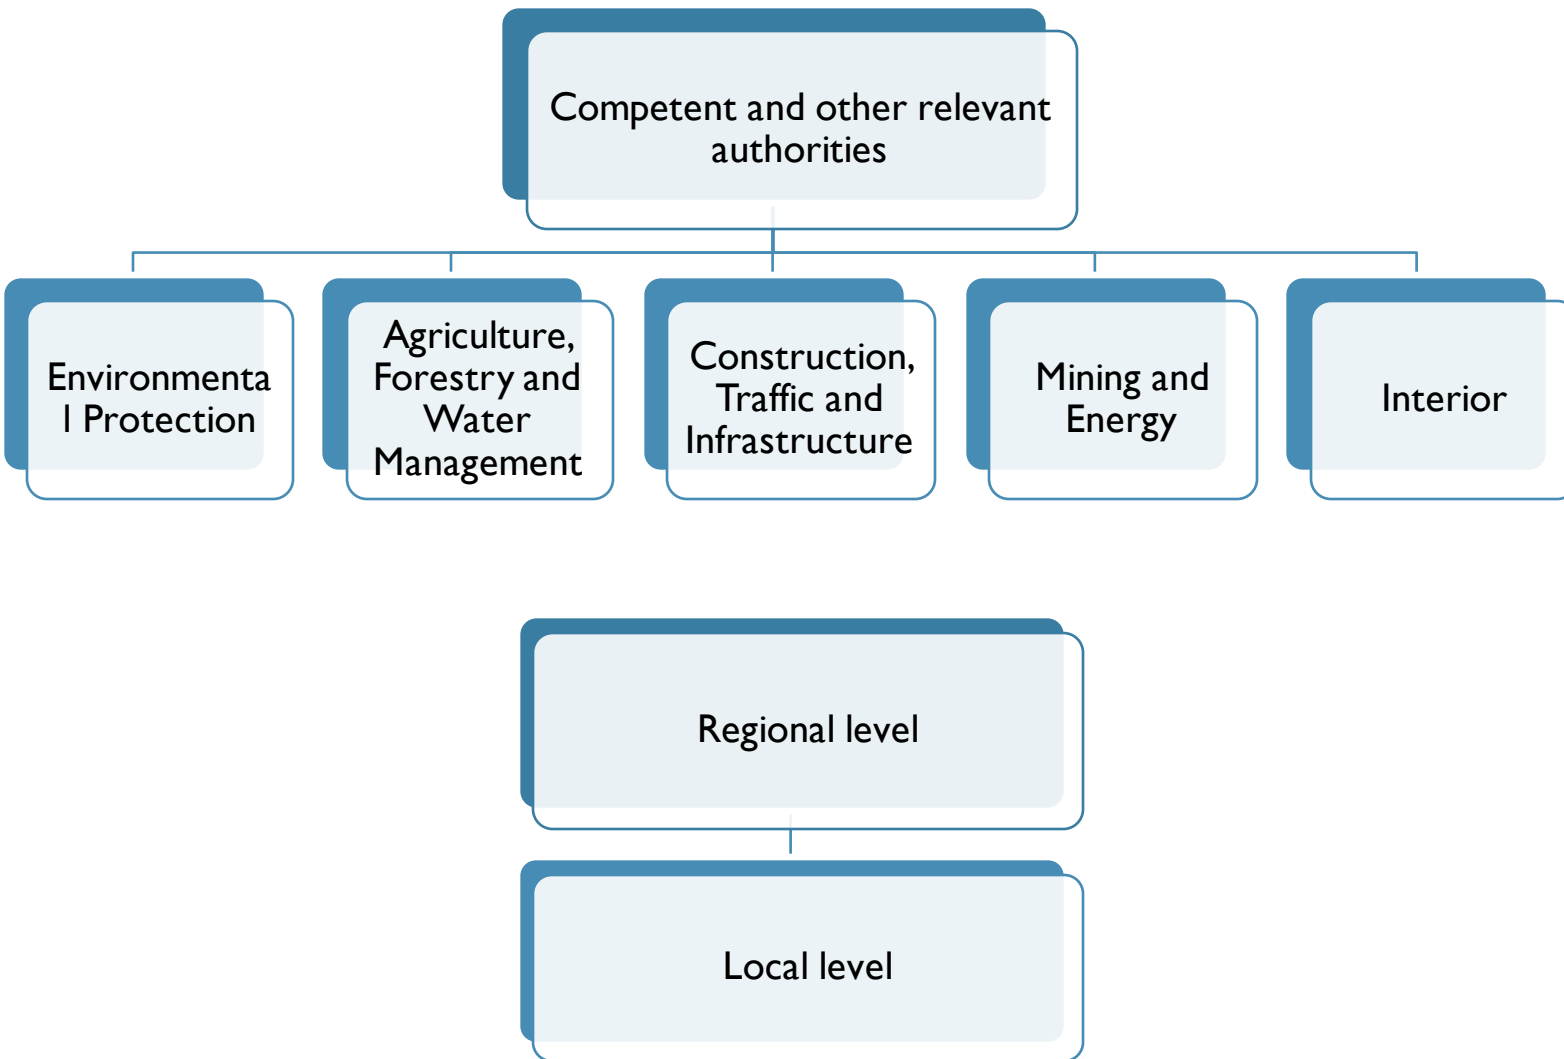 Competent and other relevant
authorities
Environmenta
l Protection
Agriculture,
Forestry and
Water
Management
Construction,
Traffic and
Infrastructure
Mining and
Energy
Interior
Regional level
Local level